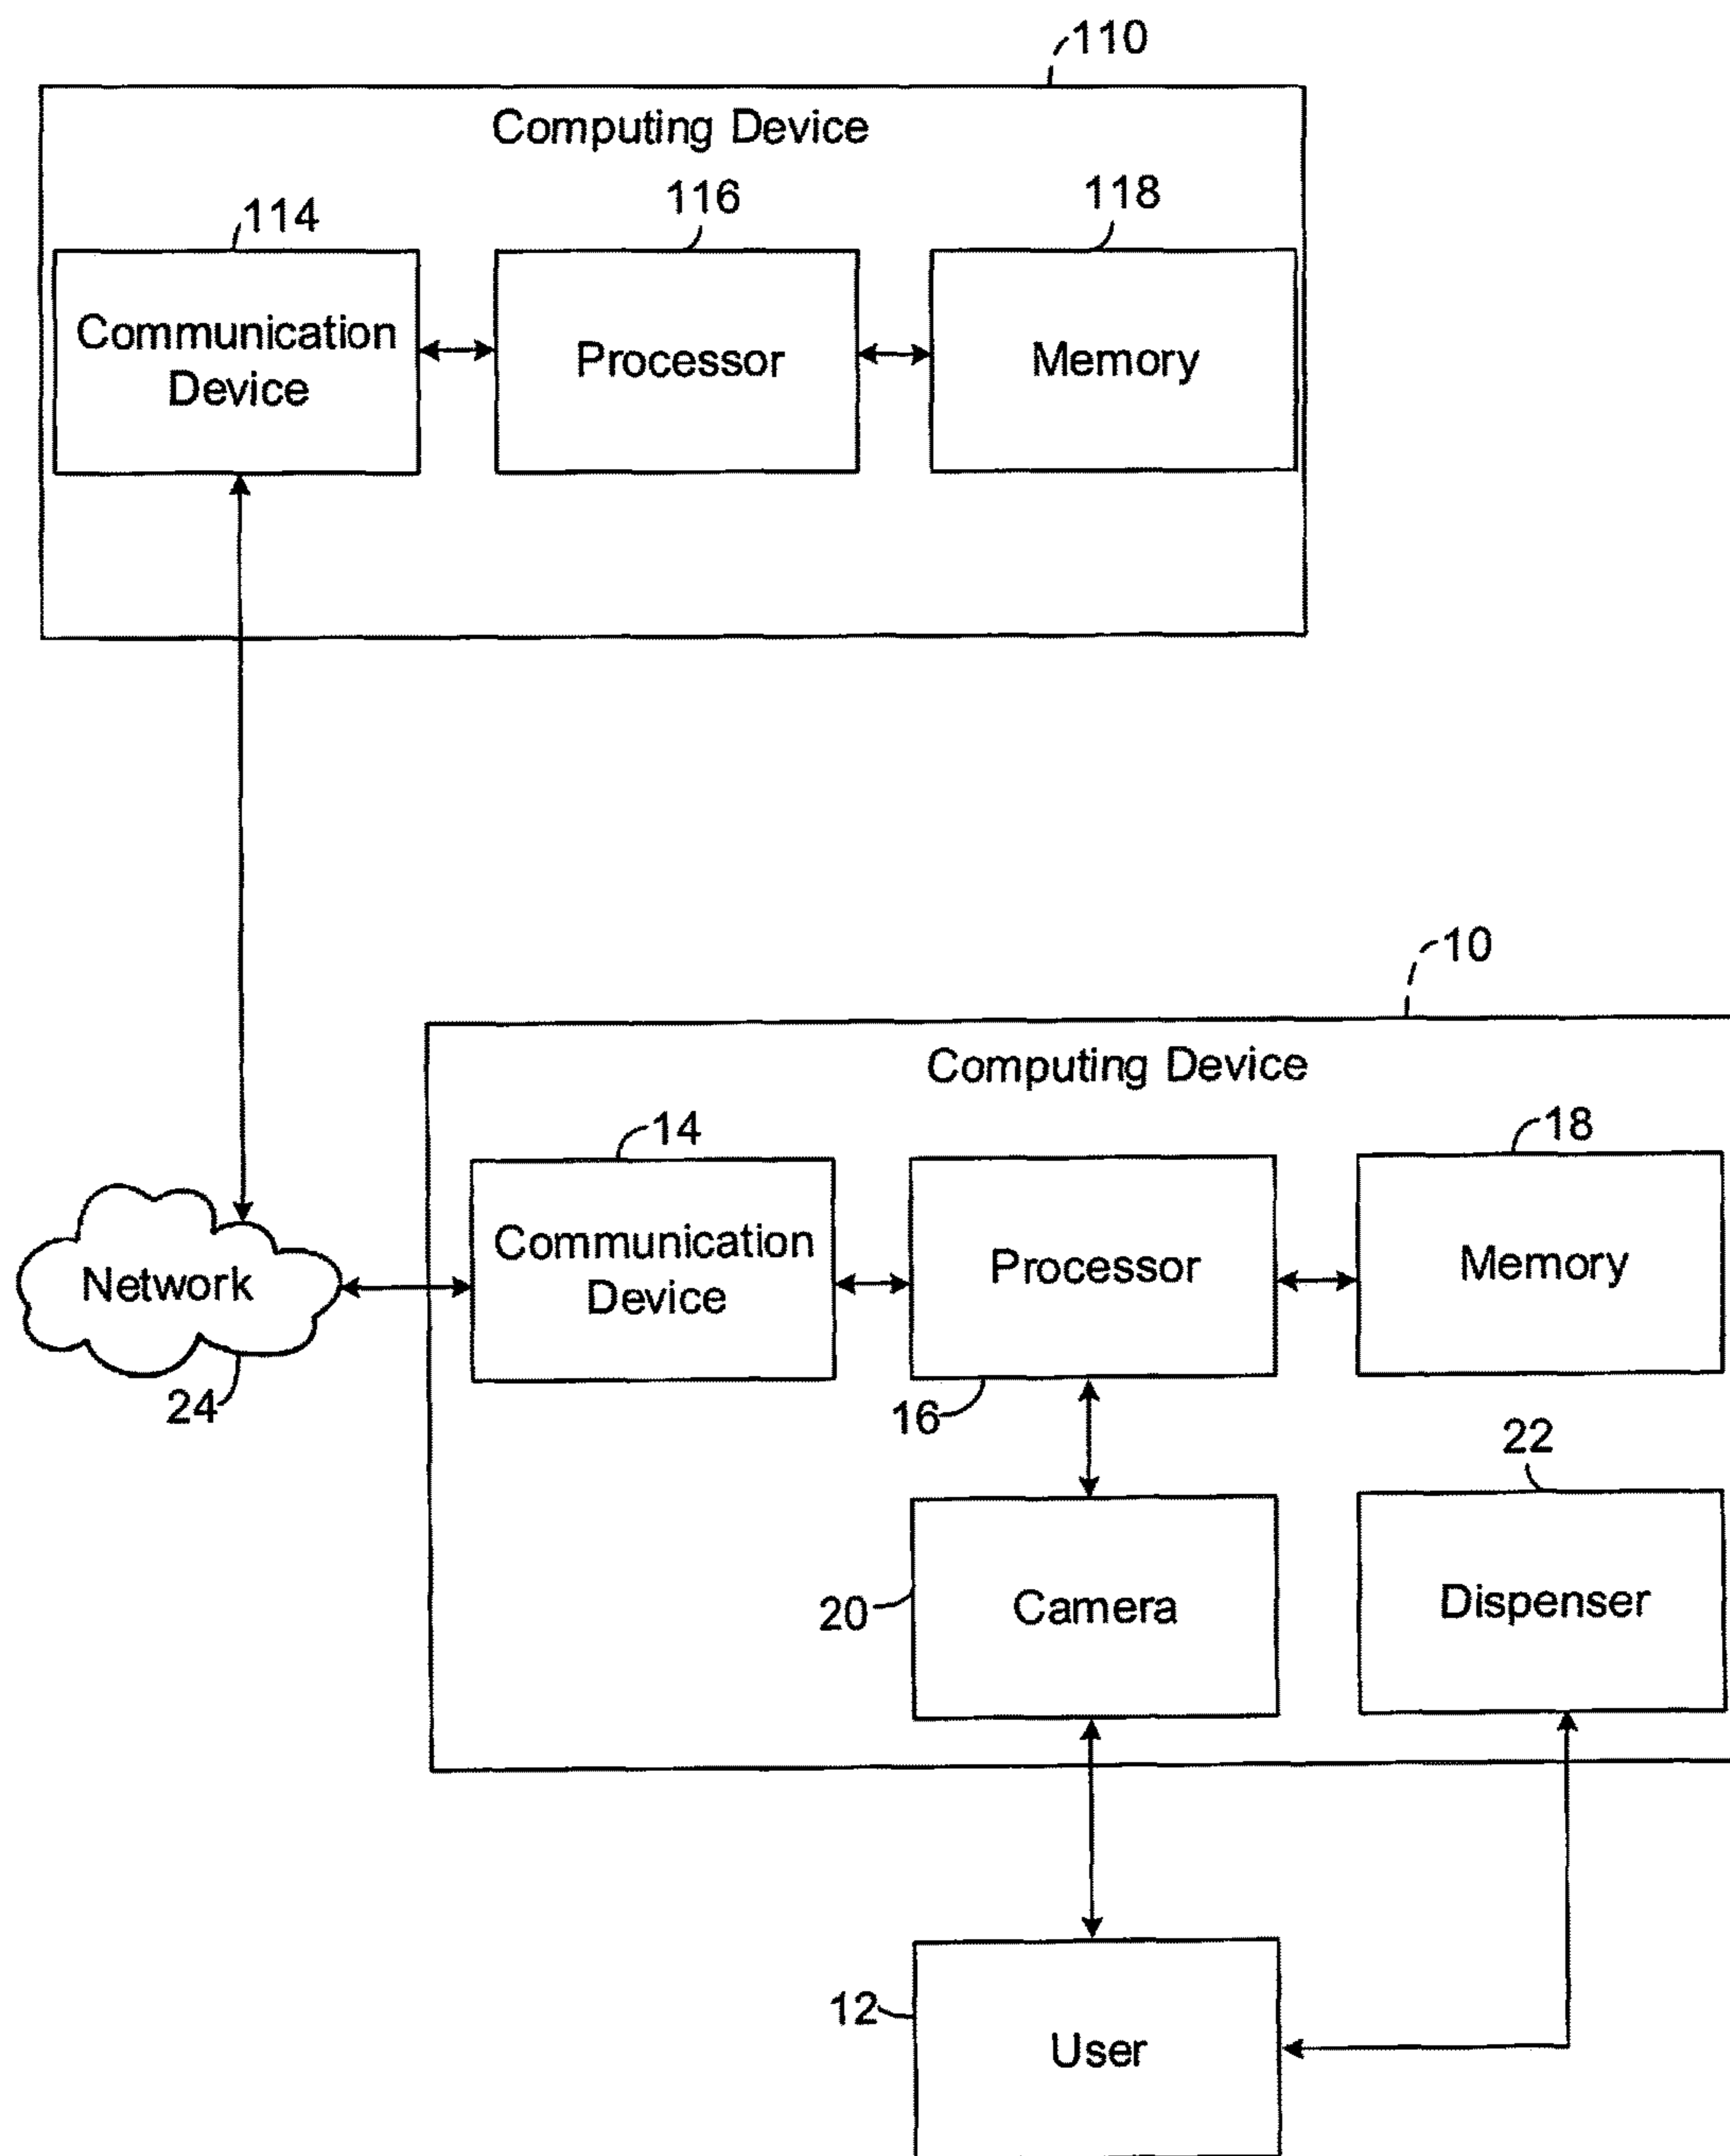 110
Computing Device
114
116
118
Communication
Device
Processor
Memory
10
Computing Device
14
18
Communication
Device
Processor
Memory
Network
24
16
22
20
Camera
Dispenser
12
User